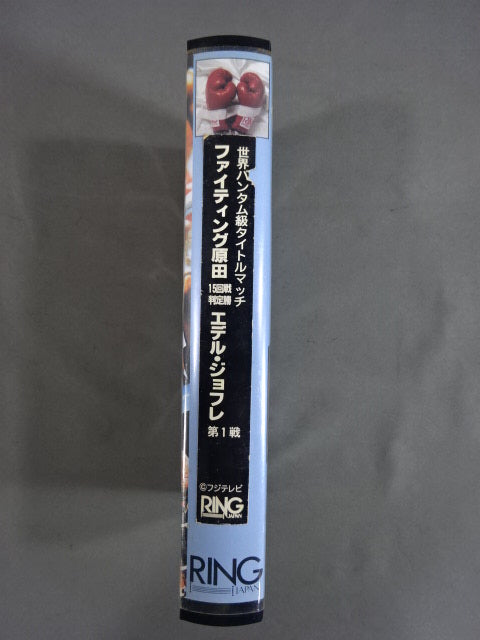 世界バンタム級タイトルマッチ
ファイティング原田
15回戦
判定勝
エデル・ジョフレ
第1戦
©フジテレビ
RING
JAPAN
RING
JAPAN